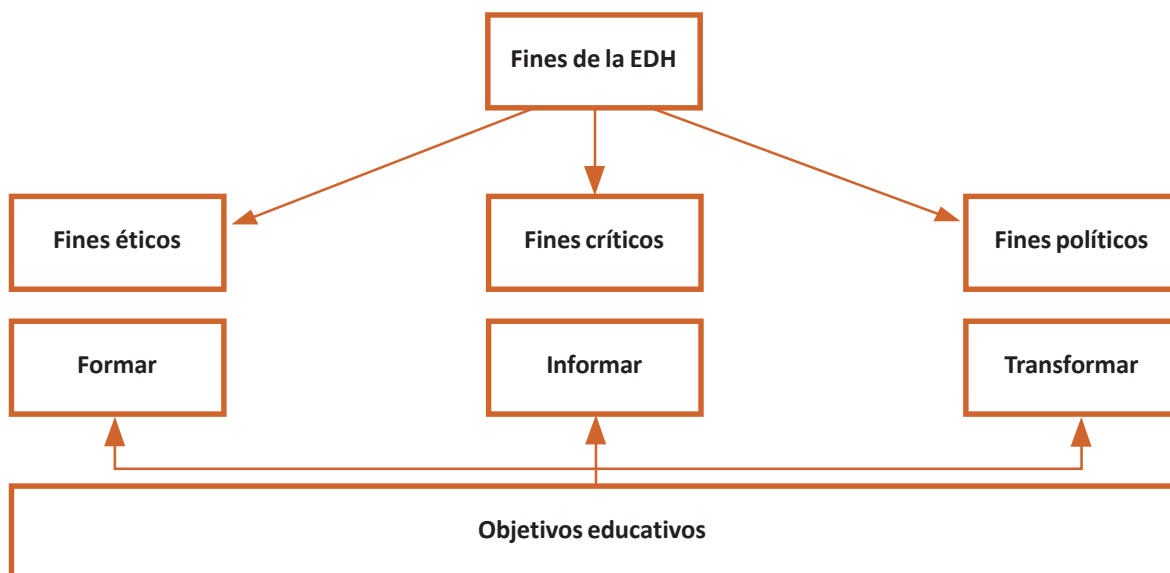 Fines de la EDH
Fines éticos
Fines críticos
Fines políticos
Formar
Informar
Transformar
Objetivos educativos